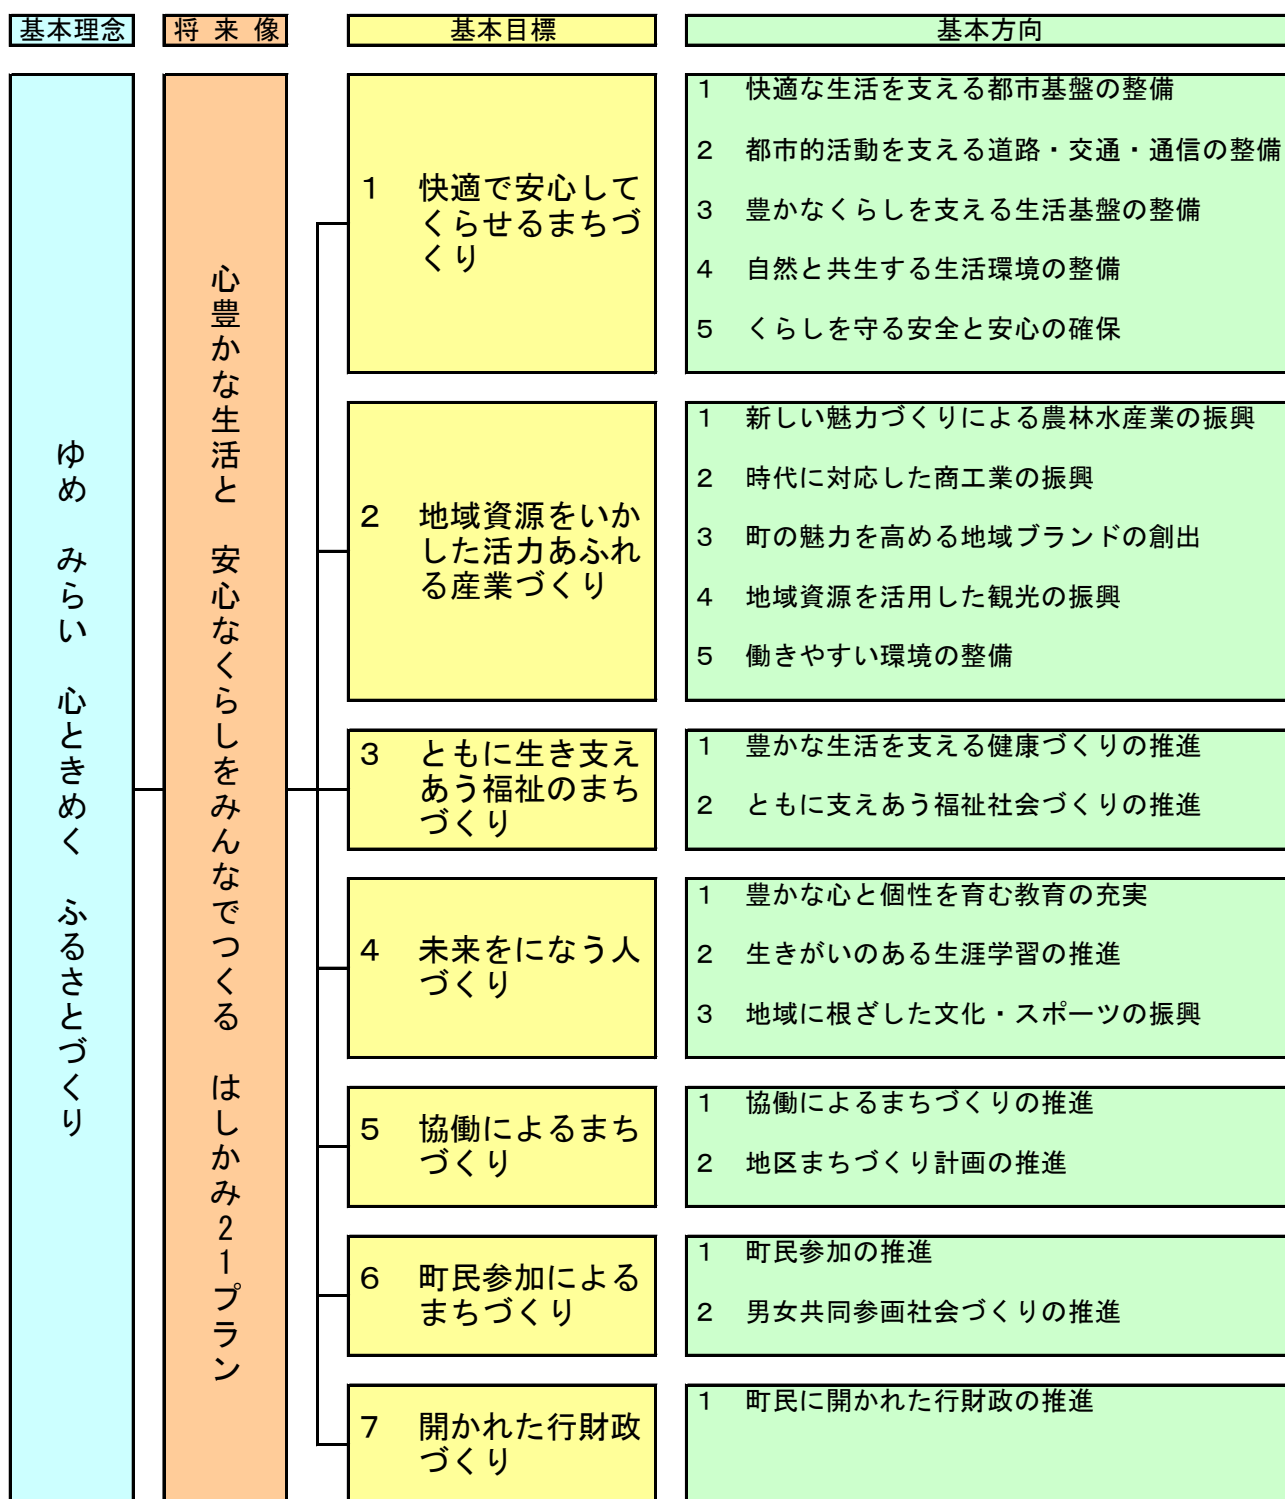 基本理念
将来像
基本目標
基本方向
ゆめ　みらい　心ときめく　ふるさとづくり
心豊かな生活と　安心なくらしをみんなでつくる　はしかみ21プラン
1　快適で安心して
くらせるまちづ
くり
1　快適な生活を支える都市基盤の整備
2　都市的活動を支える道路・交通・通信の整備
3　豊かなくらしを支える生活基盤の整備
4　自然と共生する生活環境の整備
5　くらしを守る安全と安心の確保
2　地域資源をいか
した活力あふれ
る産業づくり
1　新しい魅力づくりによる農林水産業の振興
2　時代に対応した商工業の振興
3　町の魅力を高める地域ブランドの創出
4　地域資源を活用した観光の振興
5　働きやすい環境の整備
3　ともに生き支え
あう福祉のまち
づくり
1　豊かな生活を支える健康づくりの推進
2　ともに支えあう福祉社会づくりの推進
4　未来をになう人
づくり
1　豊かな心と個性を育む教育の充実
2　生きがいのある生涯学習の推進
3　地域に根ざした文化・スポーツの振興
5　協働によるまち
づくり
1　協働によるまちづくりの推進
2　地区まちづくり計画の推進
6　町民参加による
まちづくり
1　町民参加の推進
2　男女共同参画社会づくりの推進
7　開かれた行財政
づくり
1　町民に開かれた行財政の推進